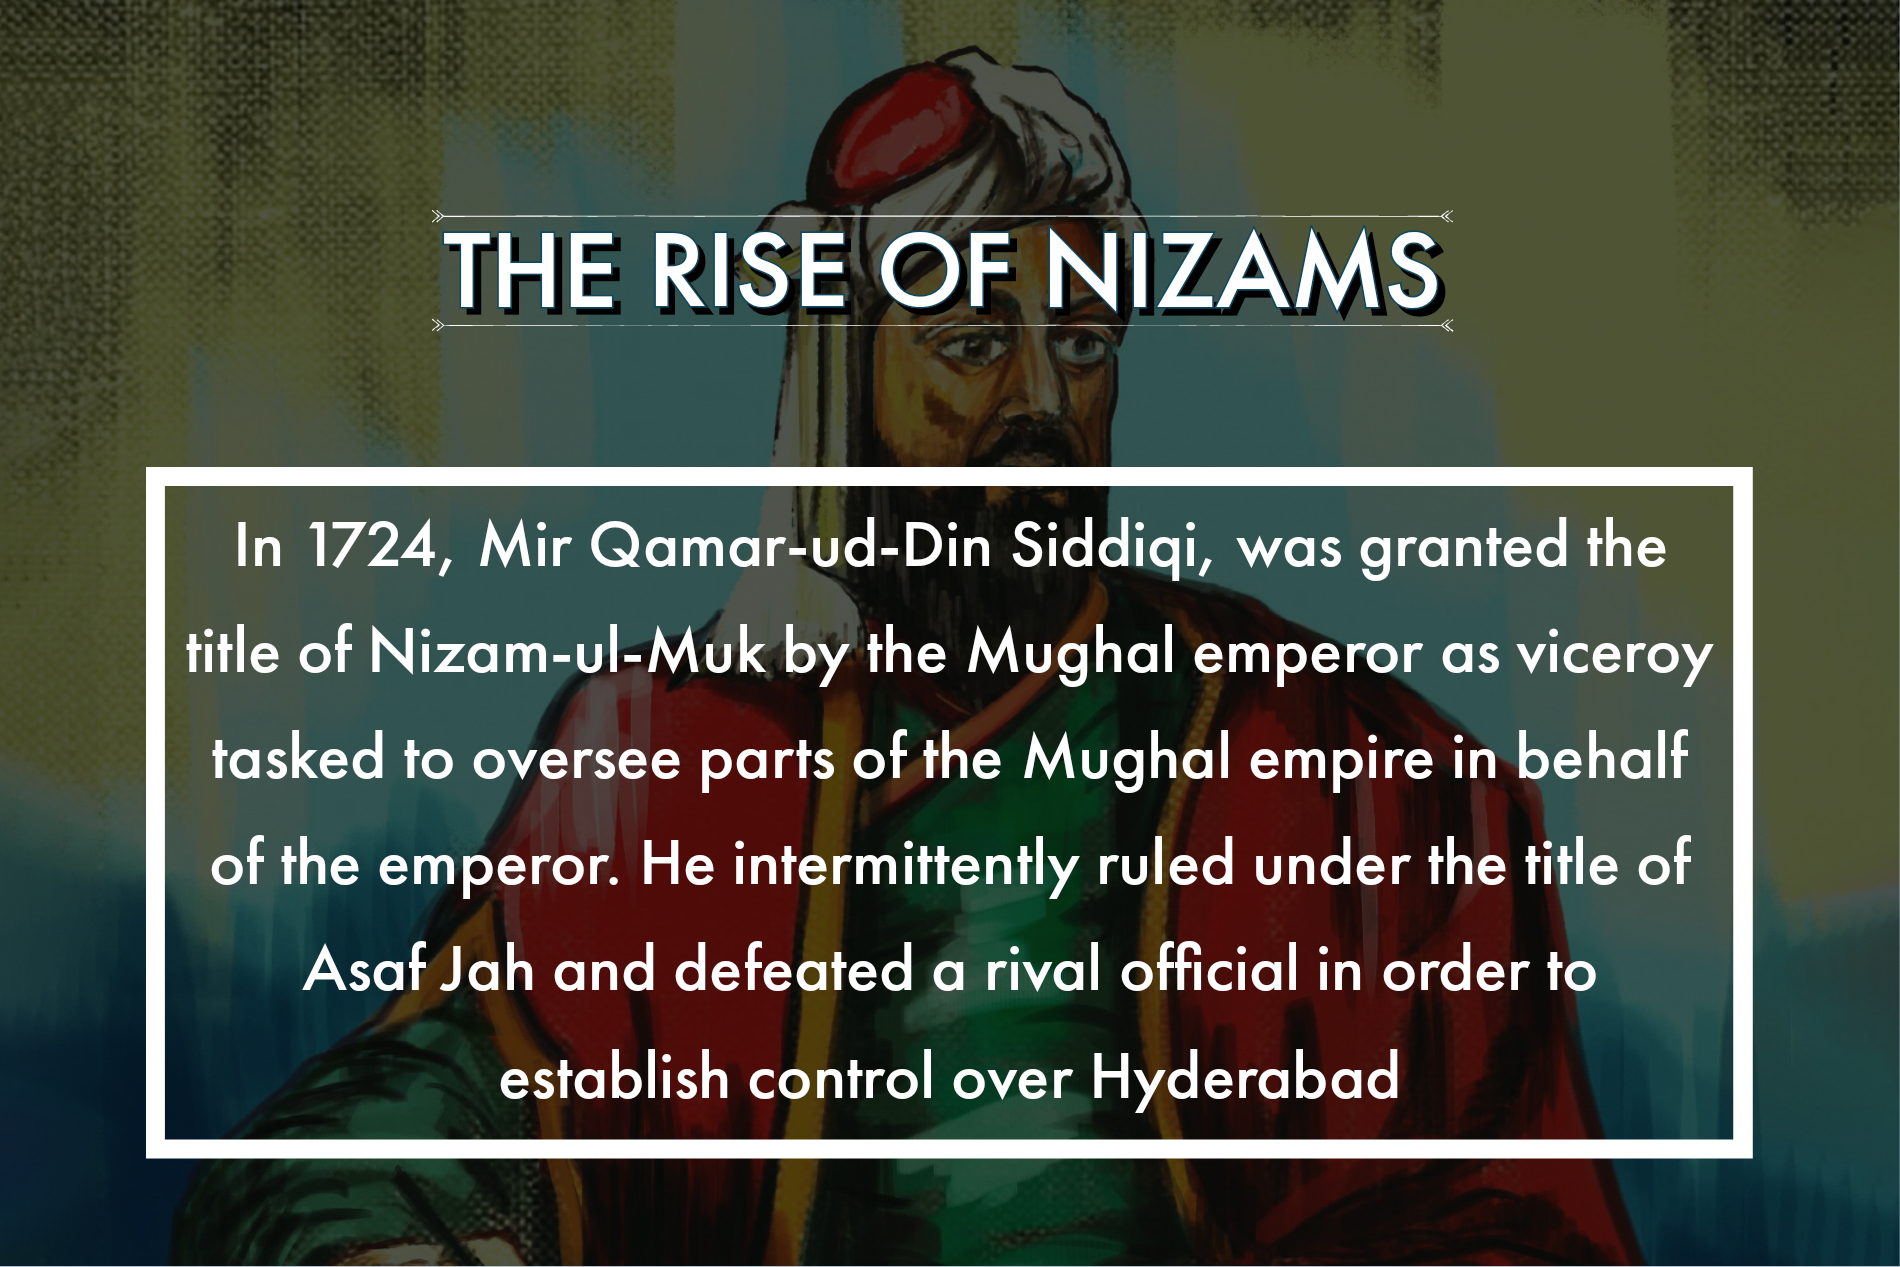 THE RISE OF NIZAMS
In 1724, Mir Qamar-ud-Din Siddiqi, was granted the
title of Nizam-ul-Muk by the Mughal emperor as viceroy
tasked to oversee parts of the Mughal empire in behalf
of the emperor. He intermittently ruled under the title of
Asaf Jah and defeated a rival official in order to
establish control over Hyderabad